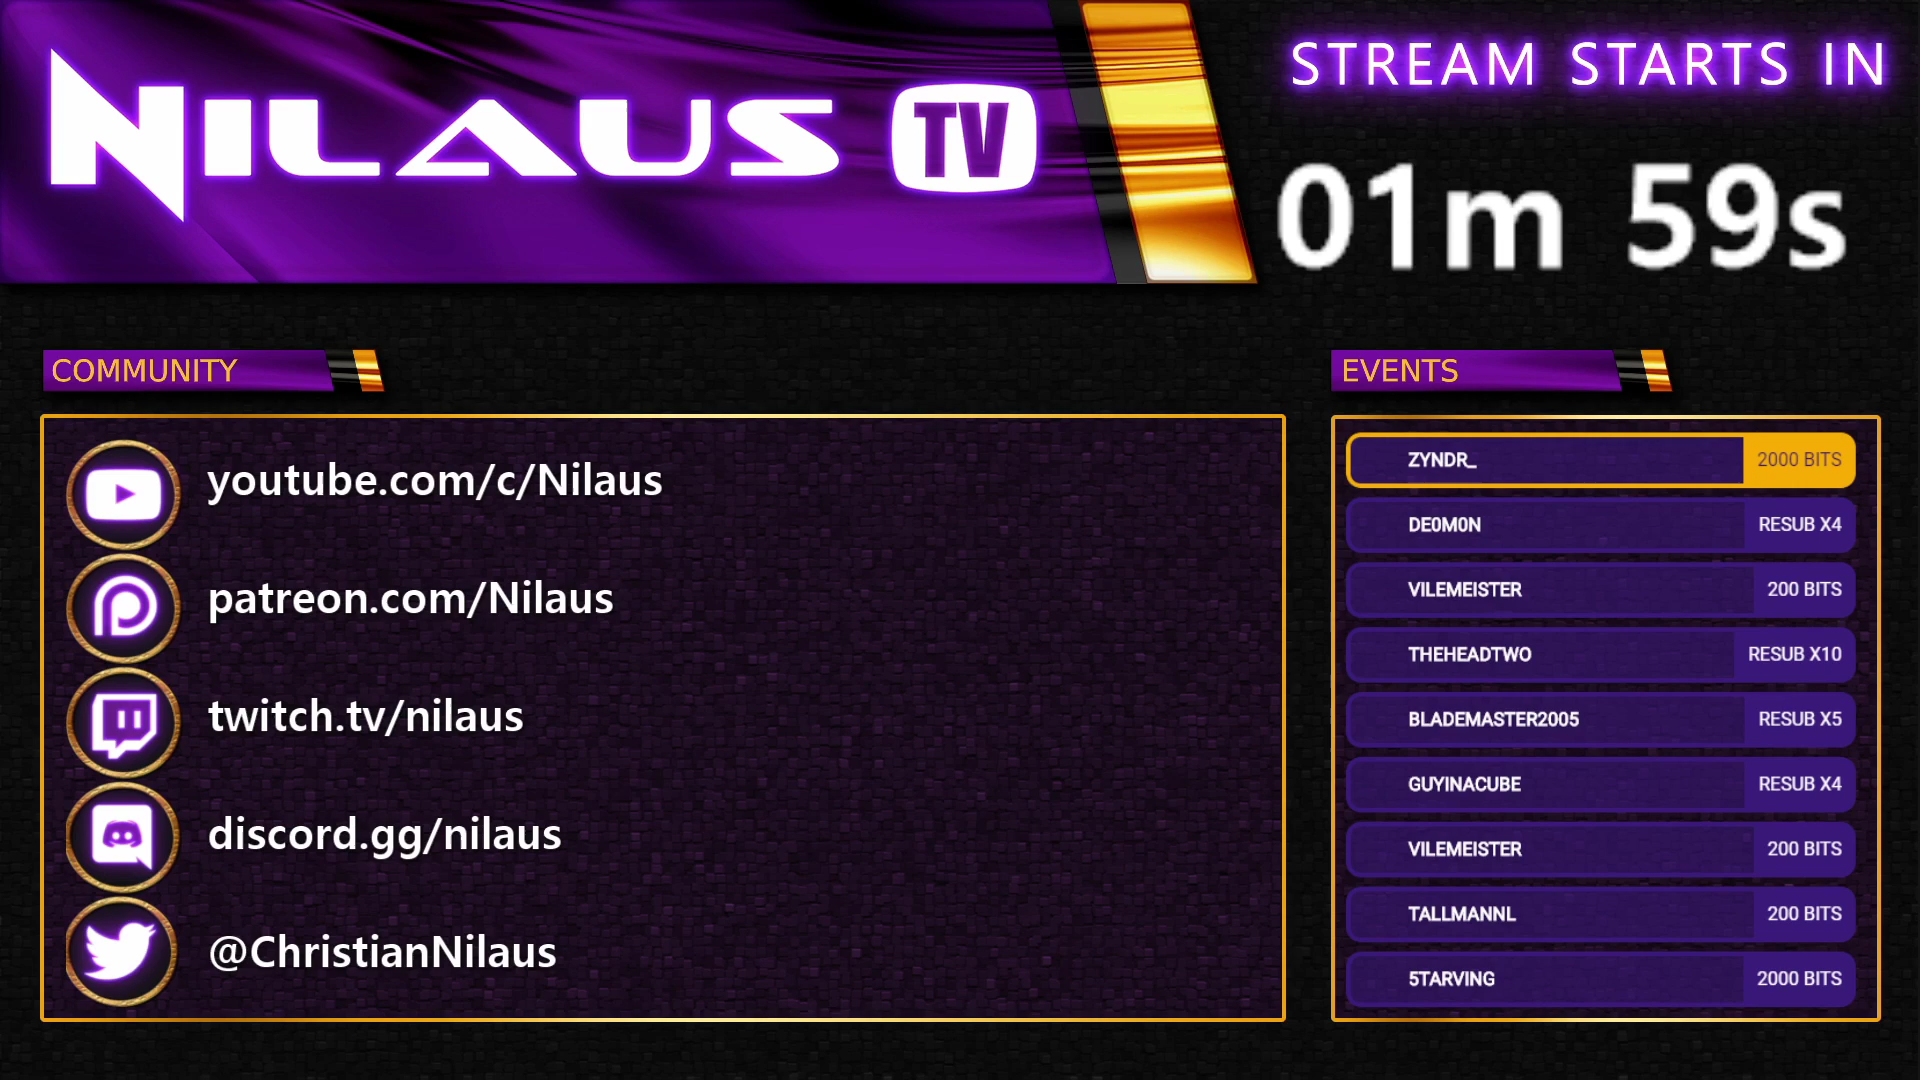 NILAUS TV
STREAM STARTS IN
01m 59s
COMMUNITY
youtube.com/c/Nilaus
patreon.com/Nilaus
twitch.tv/nilaus
discord.gg/nilaus
@ChristianNilaus
EVENTS
ZYNDR_ 2000 BITS
DE0M0N RESUB X4
VILEMEISTER 200 BITS
THEHEADTWO RESUB X10
BLADEMASTER2005 RESUB X5
GUYINACUBE RESUB X4
VILEMEISTER 200 BITS
TALLMANNL 200 BITS
5TARVING 2000 BITS